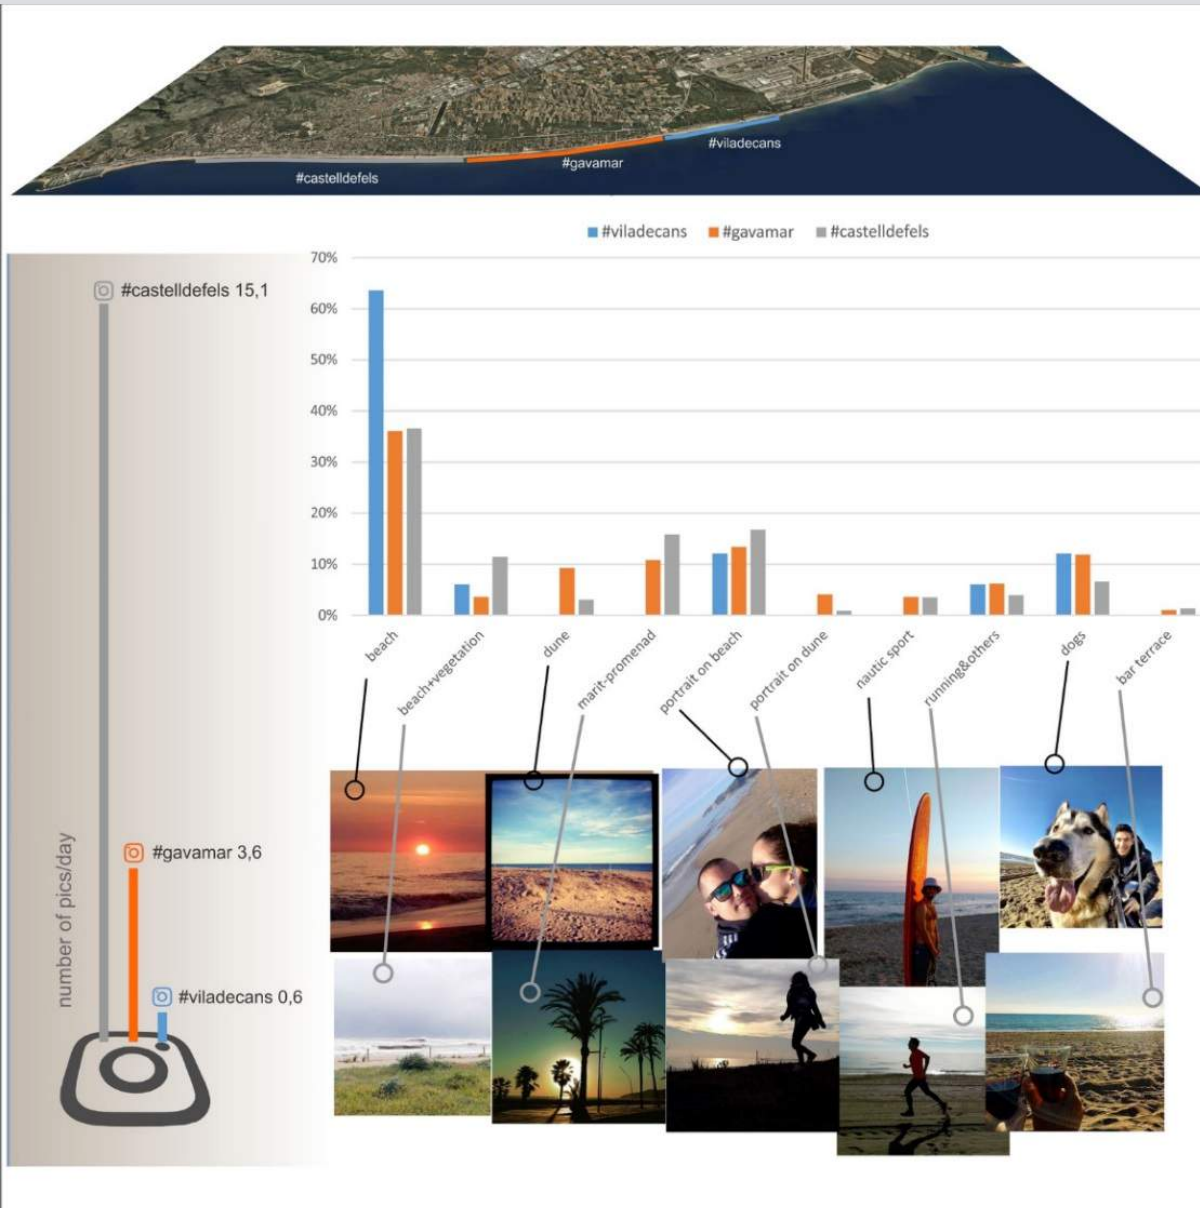 #viladecans
#gavamar
#castelldefels
#viladecans #gavamar #castelldefels
#castelldefels 15,1
#gavamar 3,6
#viladecans 0,6
number of pics/day
70%
60%
50%
40%
30%
20%
10%
0%
beach
beach+vegetation
dune
marit-promenad
portrait on beach
portrait on dune
nautic sport
running&others
dogs
bar terrace